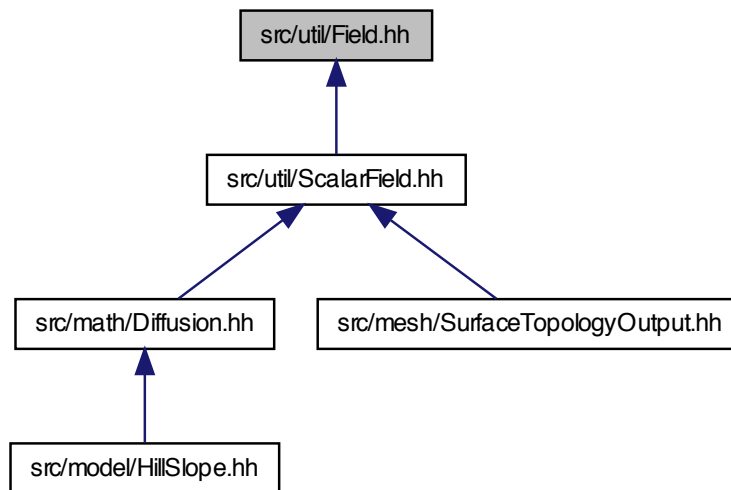 src/util/Field.hh
src/util/ScalarField.hh
src/math/Diffusion.hh
src/mesh/SurfaceTopologyOutput.hh
src/model/HillSlope.hh